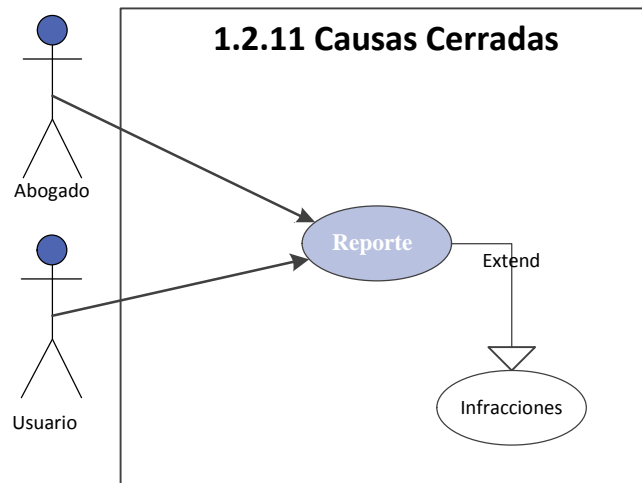 1.2.11 Causas Cerradas
Abogado
Reporte
Extend
Infracciones
Usuario